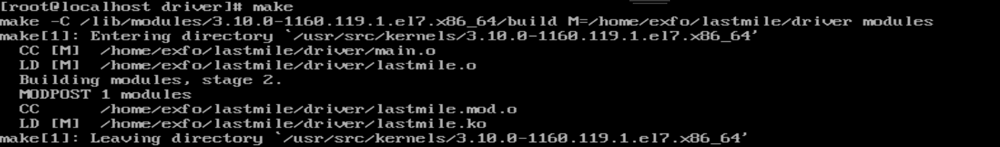 [root@localhost driver]# make
make -C /lib/modules/3.10.0-1160.119.1.el7.x86_64/build M=/home/exfo/lastmile/driver modules
make[1]: Entering directory `/usr/src/kernels/3.10.0-1160.119.1.el7.x86_64'
  CC [M]  /home/exfo/lastmile/driver/main.o
  LD [M]  /home/exfo/lastmile/driver/lastmile.o
  Building modules, stage 2.
  MODPOST 1 modules
  CC      /home/exfo/lastmile/driver/lastmile.mod.o
  LD [M]  /home/exfo/lastmile/driver/lastmile.ko
make[1]: Leaving directory `/usr/src/kernels/3.10.0-1160.119.1.el7.x86_64'